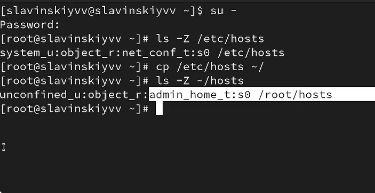 [slavinskiyvv@slavinskiyvv ~]$ su -
Password:
[root@slavinskiyvv ~]# ls -Z /etc/hosts
system_u:object_r:net_conf_t:s0 /etc/hosts
[root@slavinskiyvv ~]# cp /etc/hosts ~/
[root@slavinskiyvv ~]# ls -Z ~/hosts
unconfined_u:object_r:admin_home_t:s0 /root/hosts
[root@slavinskiyvv ~]#